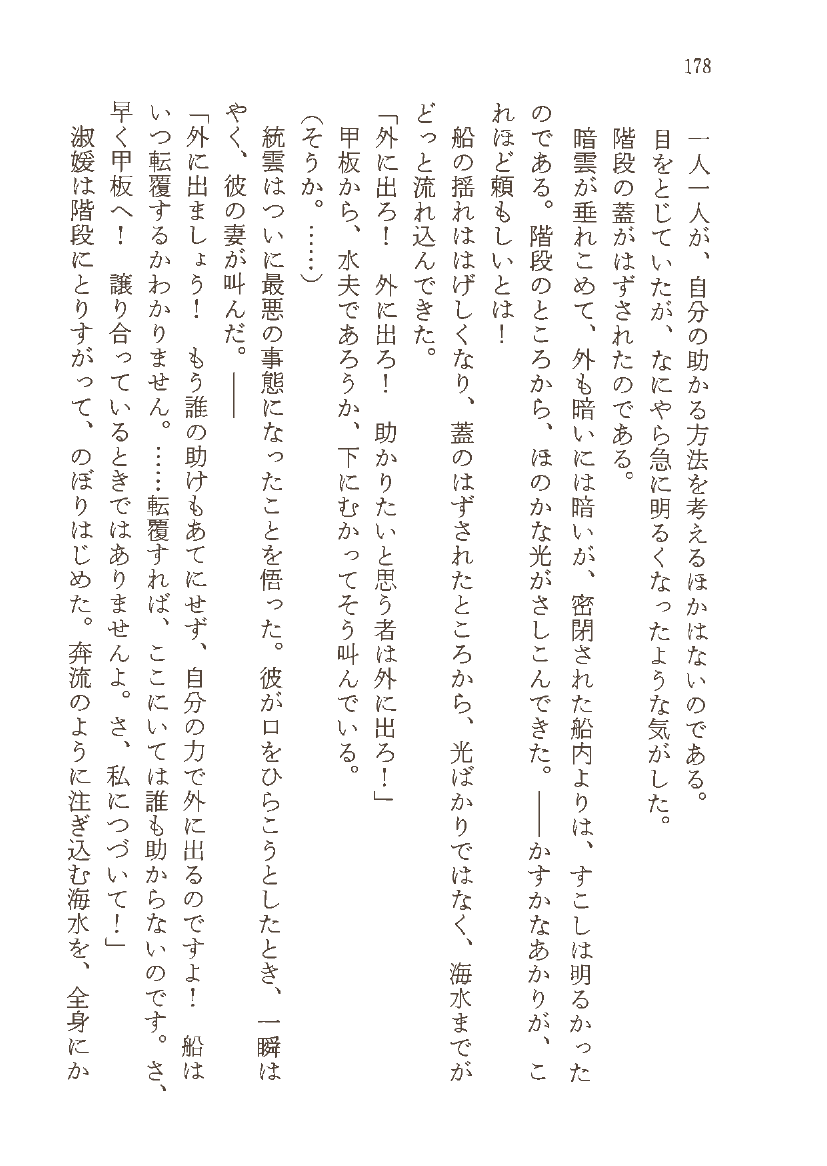 178
一人一人が、自分の助かる方法を考えるほかはないのである。
目をとじていたが、なにやら急に明るくなったような気がした。
階段の蓋がはずされたのである。
暗雲が垂れこめて、外も暗いには暗いが、密閉された船内よりは、すこしは明るかった
のである。階段のところから、ほのかな光がさしこんできた。――かすかなあかりが、こ
れほど頼もしいとは！
船の揺れははげしくなり、蓋のはずされたところから、光ばかりではなく、海水までが
どっと流れ込んできた。
「外に出ろ！　外に出ろ！　助かりたいと思う者は外に出ろ！」
甲板から、水夫であろうか、下にむかってそう叫んでいる。
（そうか。……）
統雲はついに最悪の事態になったことを悟った。彼が口をひらこうとしたとき、一瞬は
やく、彼の妻が叫んだ。――
「外に出ましょう！　もう誰の助けもあてにせず、自分の力で外に出るのですよ！　船は
いつ転覆するかわかりません。……転覆すれば、ここにいては誰も助からないのです。さ、
早く甲板へ！　譲り合っているときではありませんよ。さ、私につづいて！」
淑媛は階段にとりすがって、のぼりはじめた。奔流のように注ぎ込む海水を、全身にか